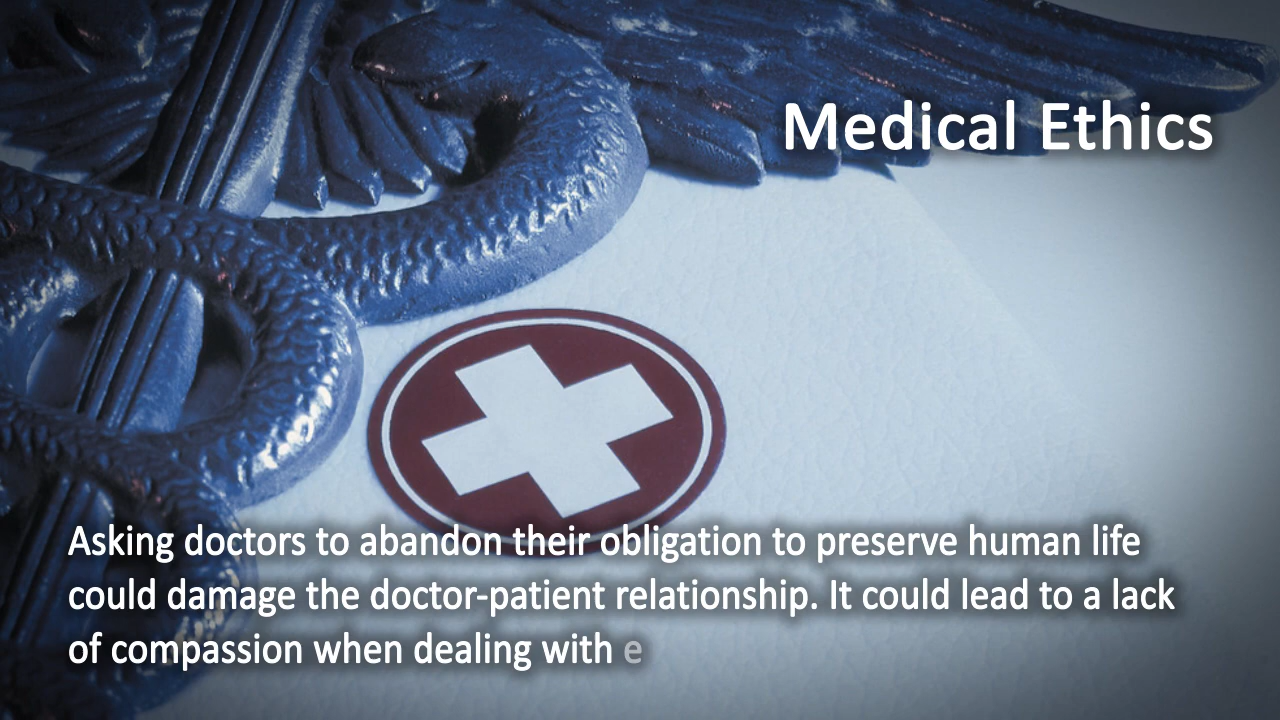 Medical Ethics
Asking doctors to abandon their obligation to preserve human life
could damage the doctor-patient relationship. It could lead to a lack
of compassion when dealing with e